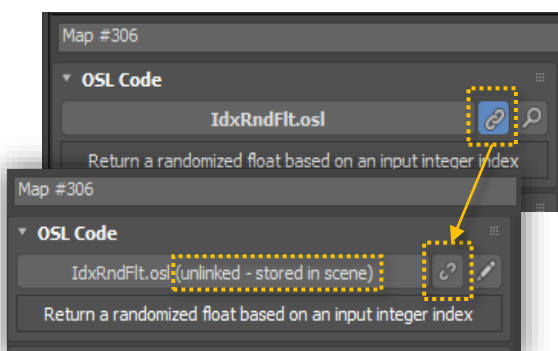 Map #306
OSL Code
IdxRndFlt.osl
Return a randomized float based on an input integer index
Map #306
OSL Code
IdxRndFlt.osl (unlinked - stored in scene)
Return a randomized float based on an input integer index